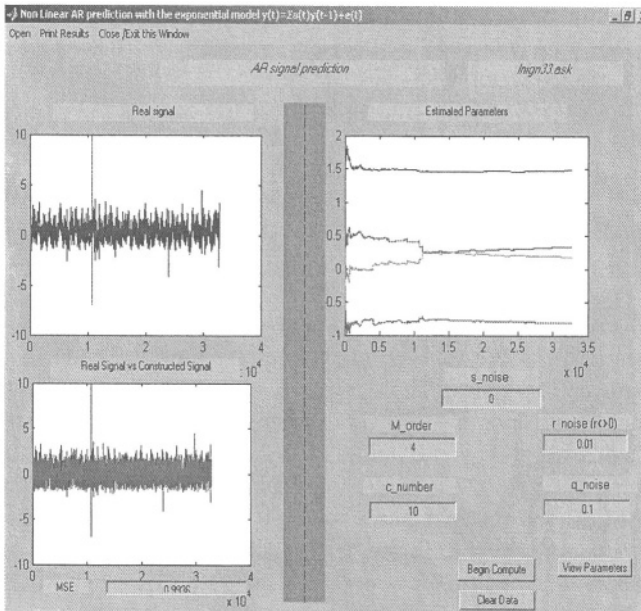 Non Linear AR prediction with the exponential model y(t)=Σa(t)y(t-1)+e(t)
Open Print Results Close /Exit this Window
AR signal prediction
lnign33.ask
Real signal
10
5
0
-5
-10
0 1 2 3 4
: 10⁴
Estimated Parameters
2
1.5
1
0.5
0
0.5
-1
0 0.5 1 1.5 2 2.5 3 3.5
x 10⁴
Real Signal vs Constructed Signal
10
5
0
-5
-10
0 1 2 3 4
x 10⁴
MSE
s_noise
0
M_order
4
r_noise (r<>0)
0.01
c_number
10
q_noise
0.1
Begin Compute
View Parameters
Clear Data